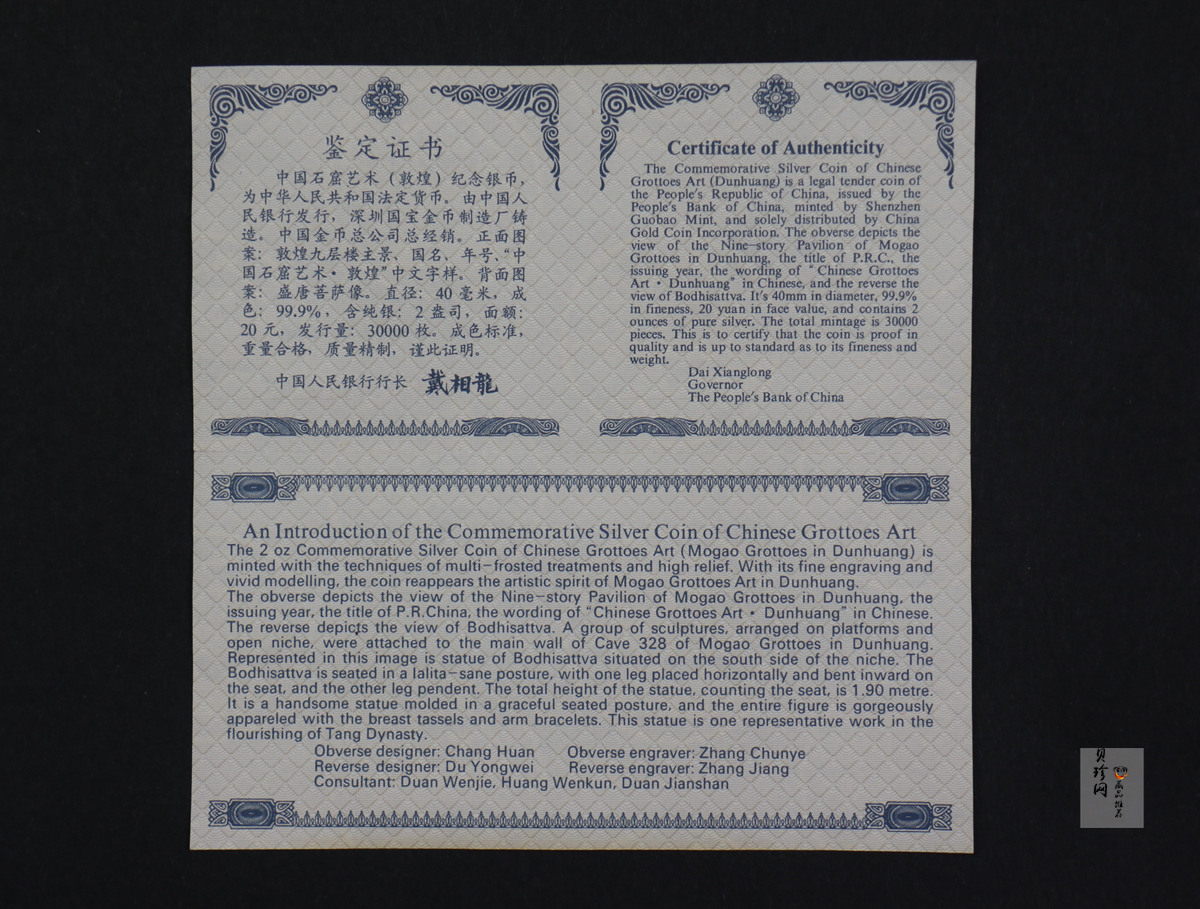 鉴定证书
中国石窟艺术（敦煌）纪念银币，
为中华人民共和国法定货币。由中国人
民银行发行，深圳国宝金币制造厂铸
造。中国金币总公司总经销。正面图
案：敦煌九层楼主景、国名、年号、“中
国石窟艺术·敦煌”中文字样。背面图
案：盛唐菩萨像。直径：40 毫米，成
色：99.9%，含纯银：2 盎司，面额：
20 元，发行量：30000 枚。成色标准，
重量合格，质量精制，谨此证明。
中国人民银行行长 戴相龍
Certificate of Authenticity
The Commemorative Silver Coin of Chinese
Grottoes Art (Dunhuang) is a legal tender coin of
the People's Republic of China, issued by the
People's Bank of China, minted by Shenzhen
Guobao Mint, and solely distributed by China
Gold Coin Incorporation. The obverse depicts the
view of the Nine-story Pavilion of Mogao
Grottoes in Dunhuang, the title of P.R.C., the
issuing year, the wording of "Chinese Grottoes
Art · Dunhuang" in Chinese, and the reverse the
view of Bodhisattva. It's 40mm in diameter, 99.9%
in fineness, 20 yuan in face value, and contains 2
ounces of pure silver. The total mintage is 30000
pieces. This is to certify that the coin is proof in
quality and is up to standard as to its fineness and
weight.
Dai Xianglong
Governor
The People's Bank of China
An Introduction of the Commemorative Silver Coin of Chinese Grottoes Art
The 2 oz Commemorative Silver Coin of Chinese Grottoes Art (Mogao Grottoes in Dunhuang) is
minted with the techniques of multi-frosted treatments and high relief. With its fine engraving and
vivid modelling, the coin reappears the artistic spirit of Mogao Grottoes Art in Dunhuang.
The obverse depicts the view of the Nine-story Pavilion of Mogao Grottoes in Dunhuang, the
issuing year, the title of P.R.China, the wording of "Chinese Grottoes Art · Dunhuang" in Chinese.
The reverse depicts the view of Bodhisattva. A group of sculptures, arranged on platforms and
open niche, were attached to the main wall of Cave 328 of Mogao Grottoes in Dunhuang.
Represented in this image is statue of Bodhisattva situated on the south side of the niche. The
Bodhisattva is seated in a lalita-sane posture, with one leg placed horizontally and bent inward on
the seat, and the other leg pendent. The total height of the statue, counting the seat, is 1.90 metre.
It is a handsome statue molded in a graceful seated posture, and the entire figure is gorgeously
appareled with the breast tassels and arm bracelets. This statue is one representative work in the
flourishing of Tang Dynasty.
Obverse designer: Chang Huan Obverse engraver: Zhang Chunye
Reverse designer: Du Yongwei Reverse engraver: Zhang Jiang
Consultant: Duan Wenjie, Huang Wenkun, Duan Jianshan
贝珍网